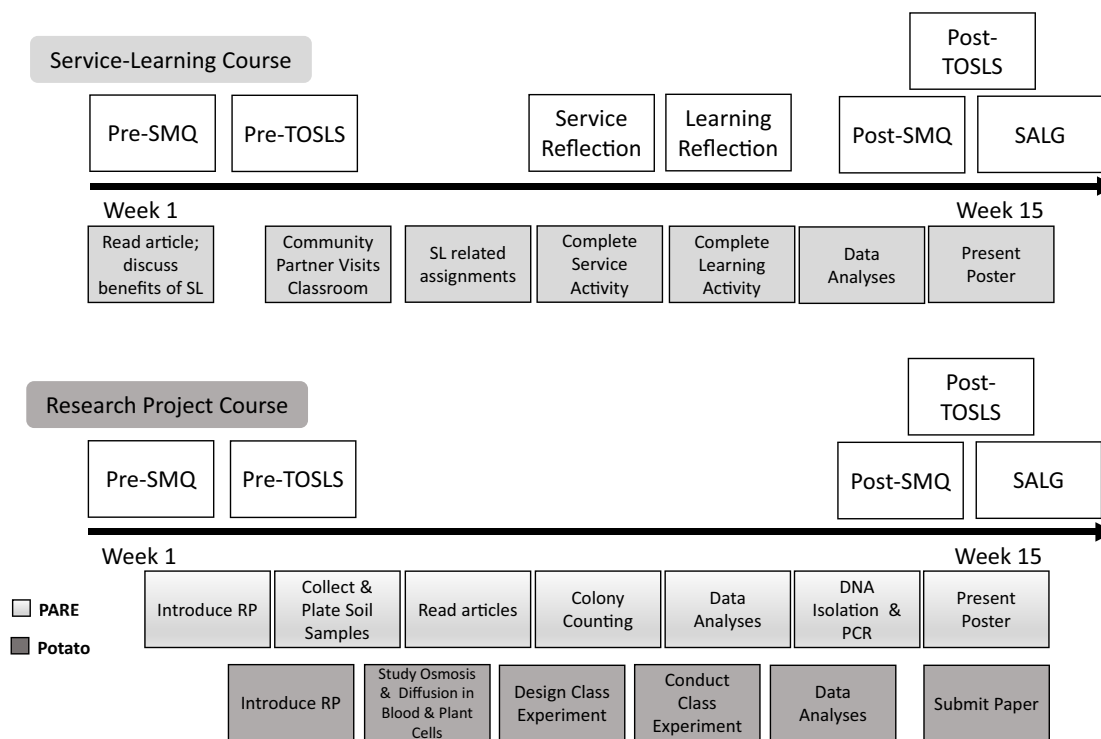 Service-Learning Course
Post-
TOSLS
Pre-SMQ
Pre-TOSLS
Service
Reflection
Learning
Reflection
Post-SMQ
SALG
Week 1
Week 15
Read article;
discuss
benefits of SL
Community
Partner Visits
Classroom
SL related
assignments
Complete
Service
Activity
Complete
Learning
Activity
Data
Analyses
Present
Poster
Research Project Course
Post-
TOSLS
Pre-SMQ
Pre-TOSLS
Post-SMQ
SALG
Week 1
Week 15
PARE
Potato
Introduce RP
Collect &
Plate Soil
Samples
Read articles
Colony
Counting
Data
Analyses
DNA
Isolation &
PCR
Present
Poster
Introduce RP
Study Osmosis
& Diffusion in
Blood & Plant
Cells
Design Class
Experiment
Conduct
Class
Experiment
Data
Analyses
Submit Paper